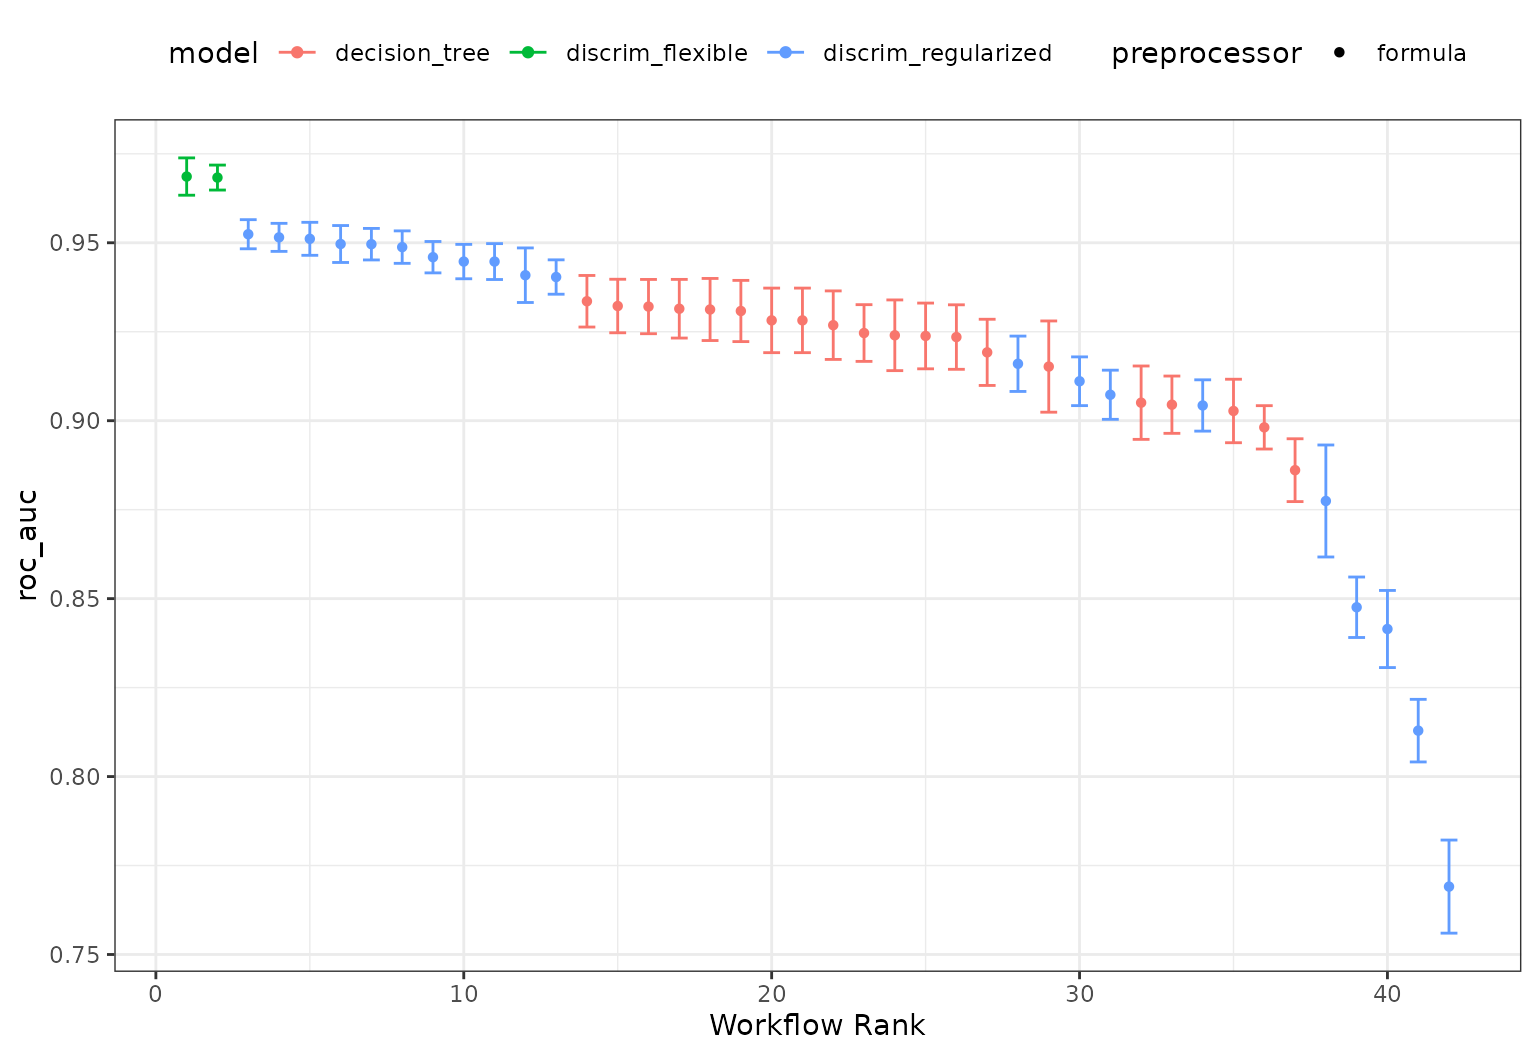 model decision_tree discrim_flexible discrim_regularized preprocessor formula
roc_auc
0.95
0.90
0.85
0.80
0.75
0 10 20 30 40
Workflow Rank